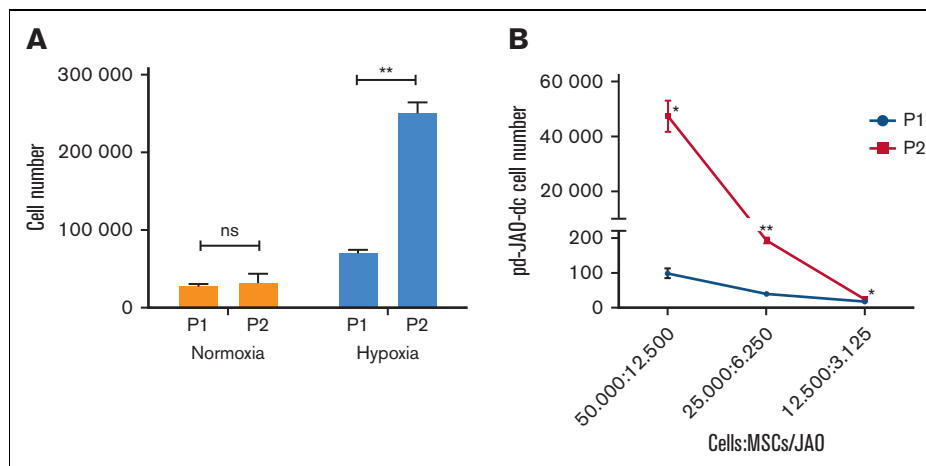 A
Cell number
300 000
200 000
100 000
0
ns
**
P1 P2 P1 P2
Normoxia Hypoxia
B
pd-JAO-dc cell number
60 000
40 000
20 000
200
100
0
*
**
*
P1
P2
50.000:12.500
25.000:6.250
12.500:3.125
Cells:MSCs/JAO